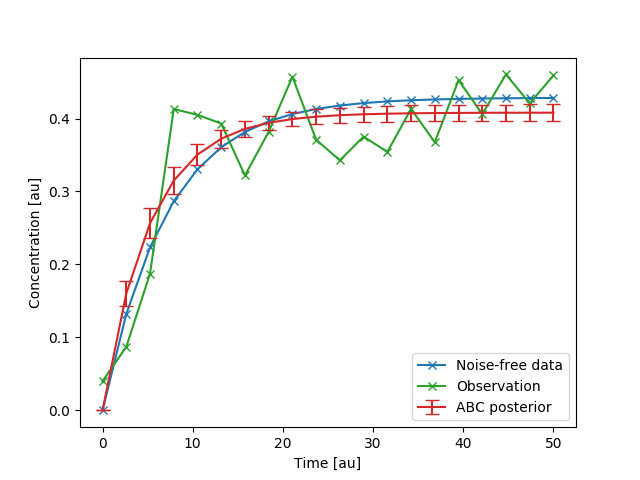 0.4
0.3
0.2
0.1
0.0
Concentration [au]
0 10 20 30 40 50
Time [au]
Noise-free data
Observation
ABC posterior